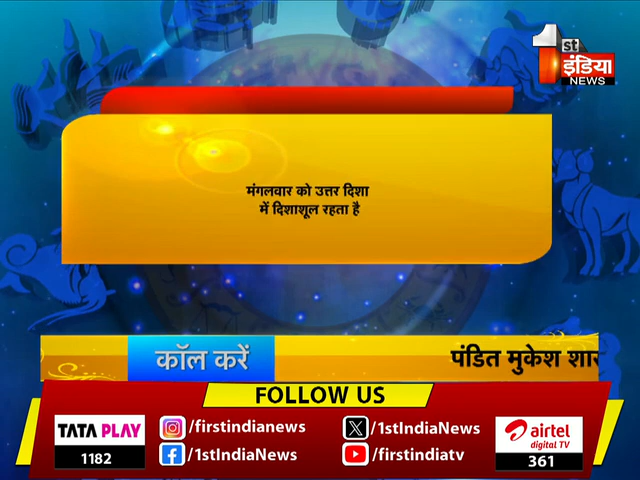 1st
इंडिया
NEWS
मंगलवार को उत्तर दिशा
में दिशाशूल रहता है
कॉल करें
पंडित मुकेश शास
FOLLOW US
TATA PLAY
1182
/firstindianews
/1stIndiaNews
/1stIndiaNews
/firstindiatv
airtel
digital TV
361